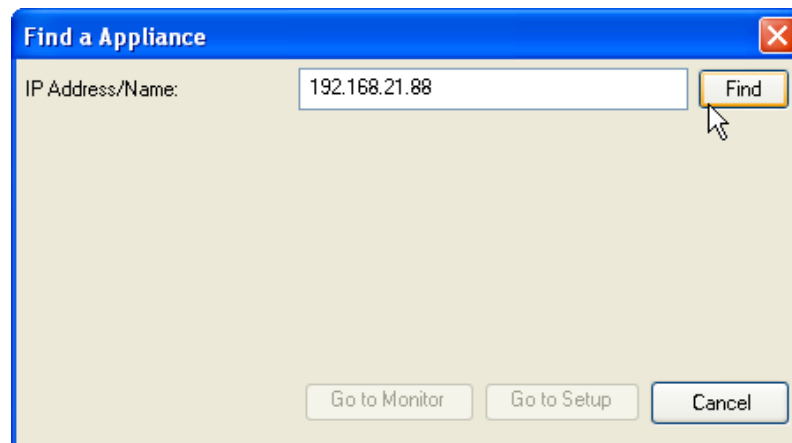 Find a Appliance
IP Address/Name: 192.168.21.88 Find
Go to Monitor Go to Setup Cancel